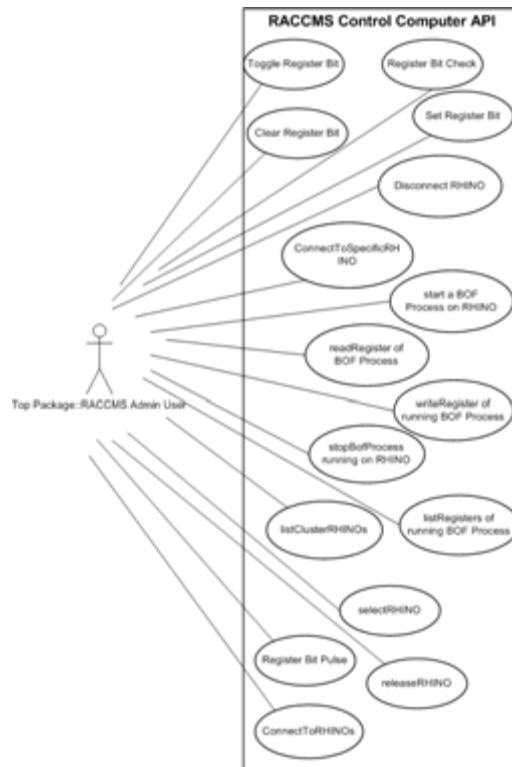 RACCMS Control Computer API
Toggle Register Bit
Register Bit Check
Set Register Bit
Clear Register Bit
Disconnect RHINO
ConnectToSpecificRH
INO
start a BOF
Process on RHINO
readRegister of
BOF Process
Top Package::RACCMS Admin User
writeRegister of
running BOF Process
stopBofProcess
running on RHINO
listClusterRHINOs
listRegisters of
running BOF Process
selectRHINO
Register Bit Pulse
releaseRHINO
ConnectToRHINOs